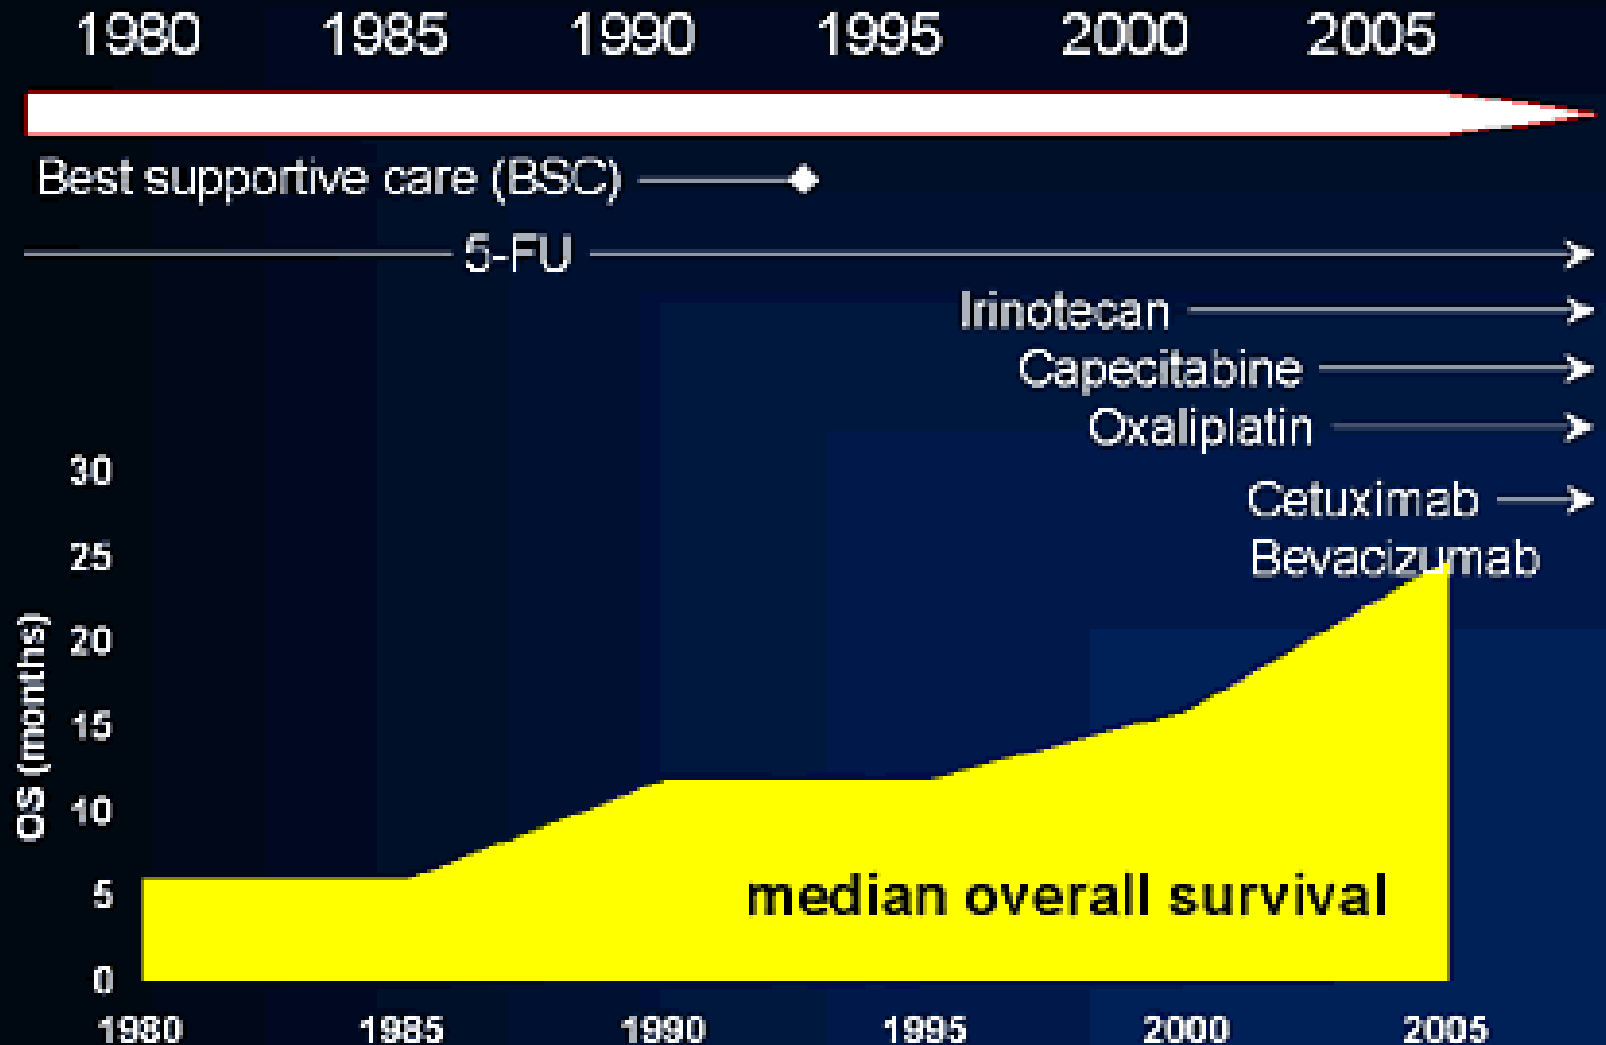 1980 1985 1990 1995 2000 2005
Best supportive care (BSC)
5-FU
Irinotecan
Capecitabine
Oxaliplatin
30
Cetuximab
25
Bevacizumab
20
15
10
5
0
OS (months)
median overall survival
1980 1985 1990 1995 2000 2005